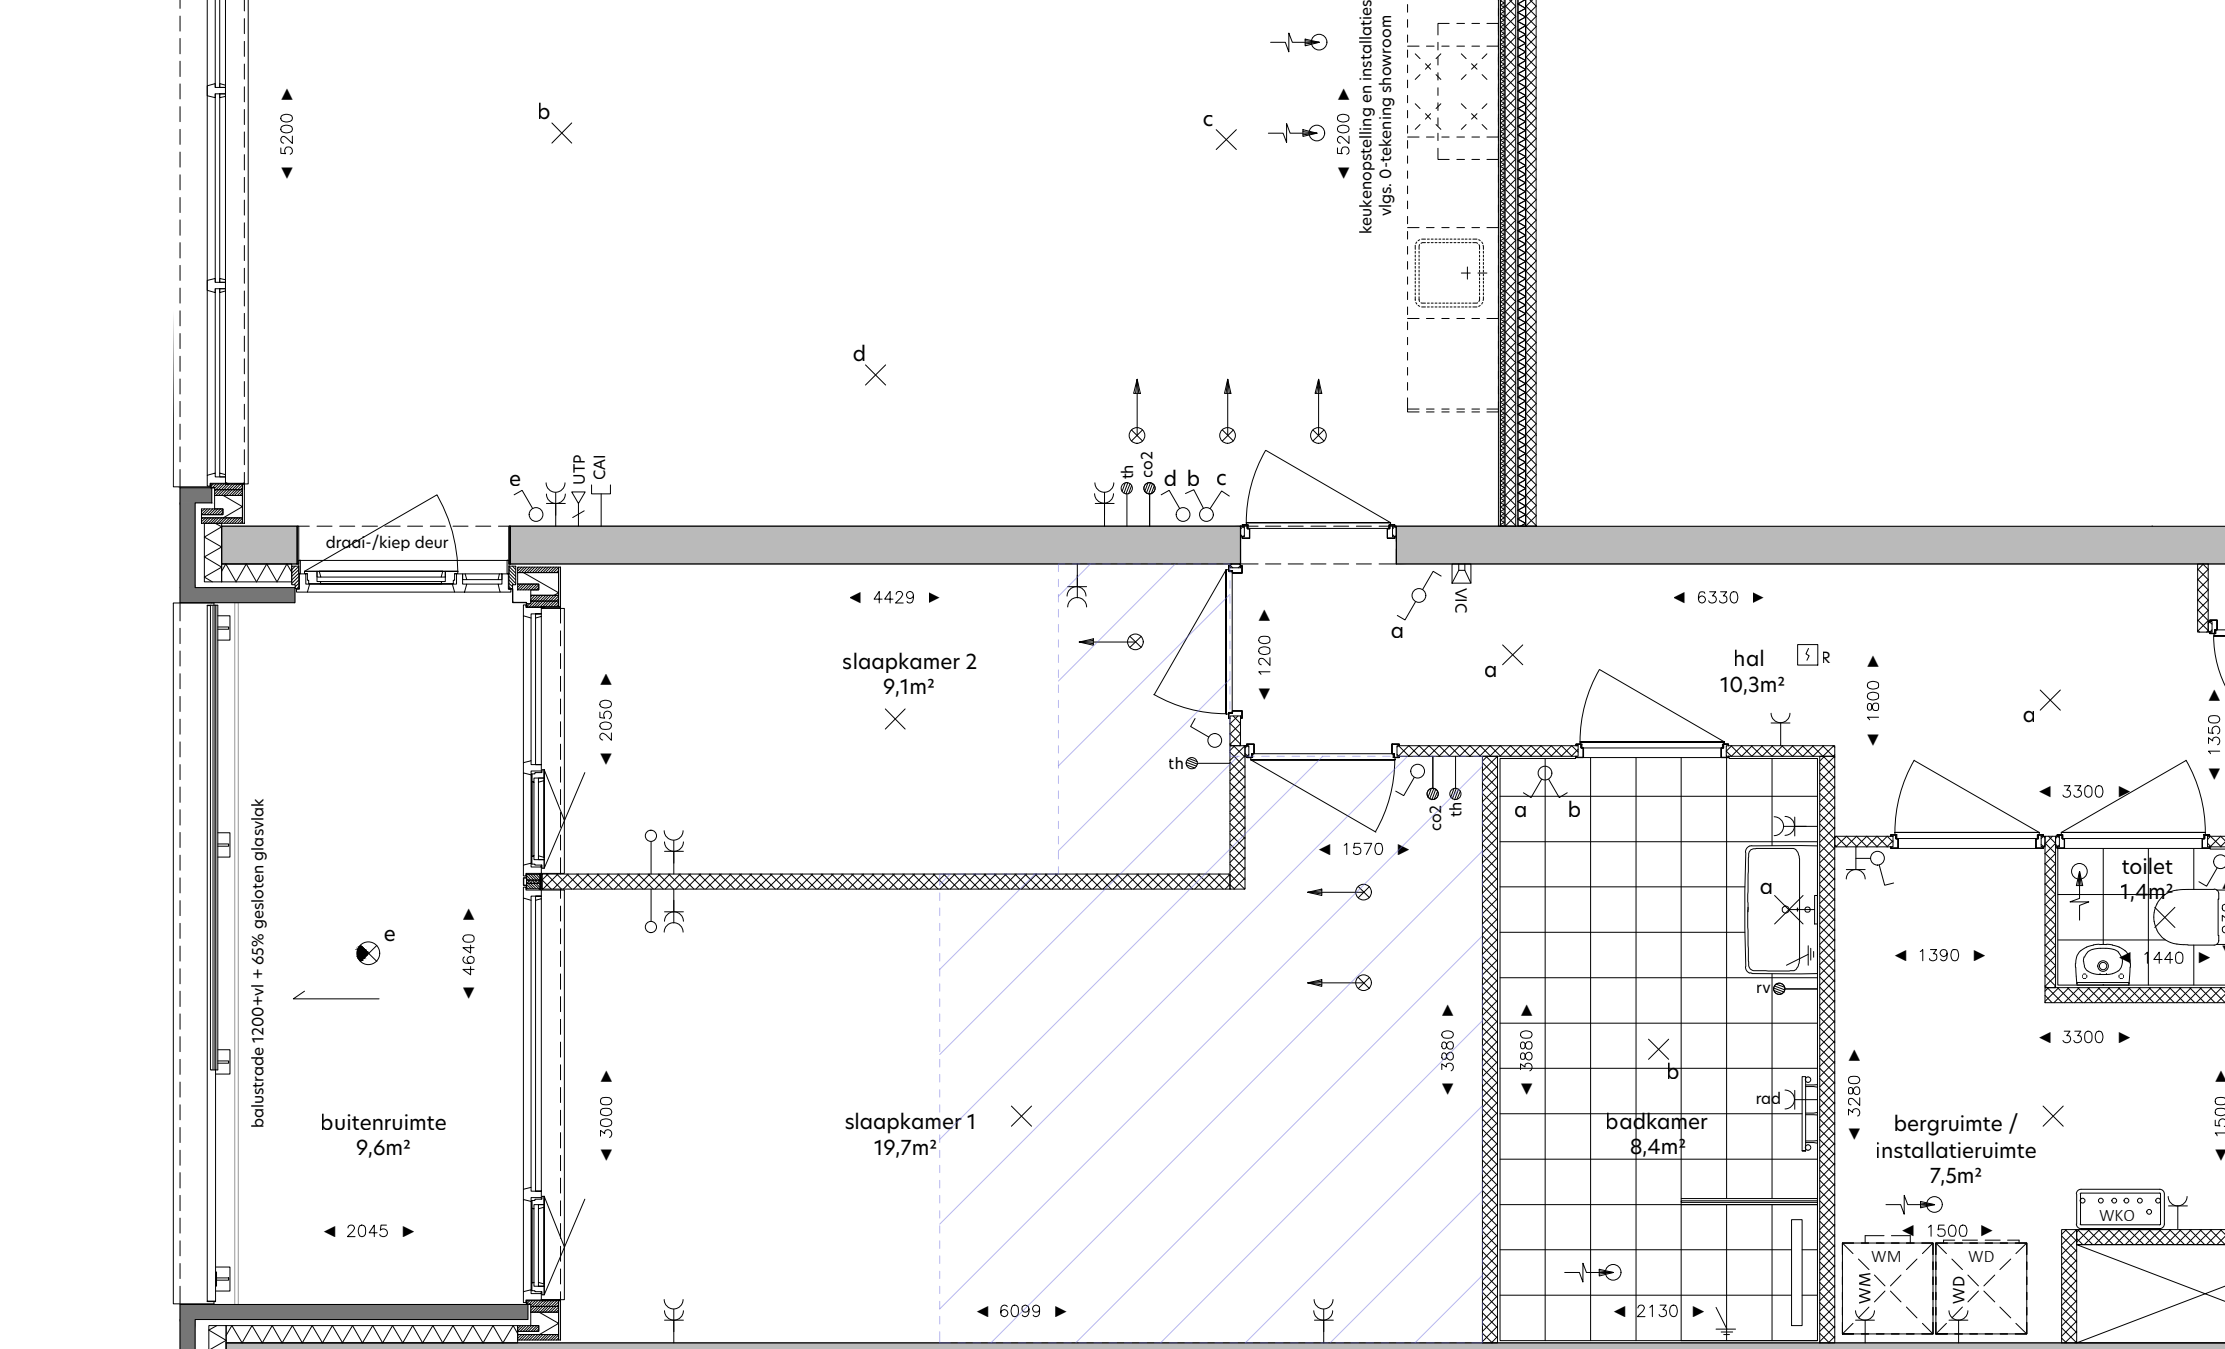 keukenopstelling en installaties
vlgs. 0-tekening showroom
5200
5200
b
c
d
e
UTP
CAI
th
co2
d
b
c
draai-/kiep deur
4429
slaapkamer 2
9,1m²
2050
1200
a
VIC
6330
a
hal
10,3m²
R
1800
a
1350
th
co2
th
a
b
1570
3300
toilet
1,4m²
a
1390
1440
rv
balustrade 1200+vl + 65% gesloten glasvlak
e
4640
3000
3880
3880
b
rad
3280
3300
1500
buitenruimte
9,6m²
slaapkamer 1
19,7m²
badkamer
8,4m²
bergruimte /
installatieruimte
7,5m²
WKO
1500
2045
6099
2130
WM
WD
WM
WD